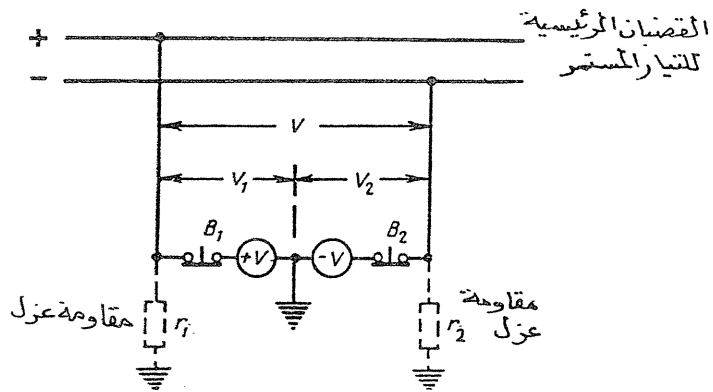 القضبان الرئيسية
للتيار المستمر
+
-
V
V₁
V₂
B₁
B₂
+V
-V
مقاومة عزل
r₁
r₂
مقاومة
عزل